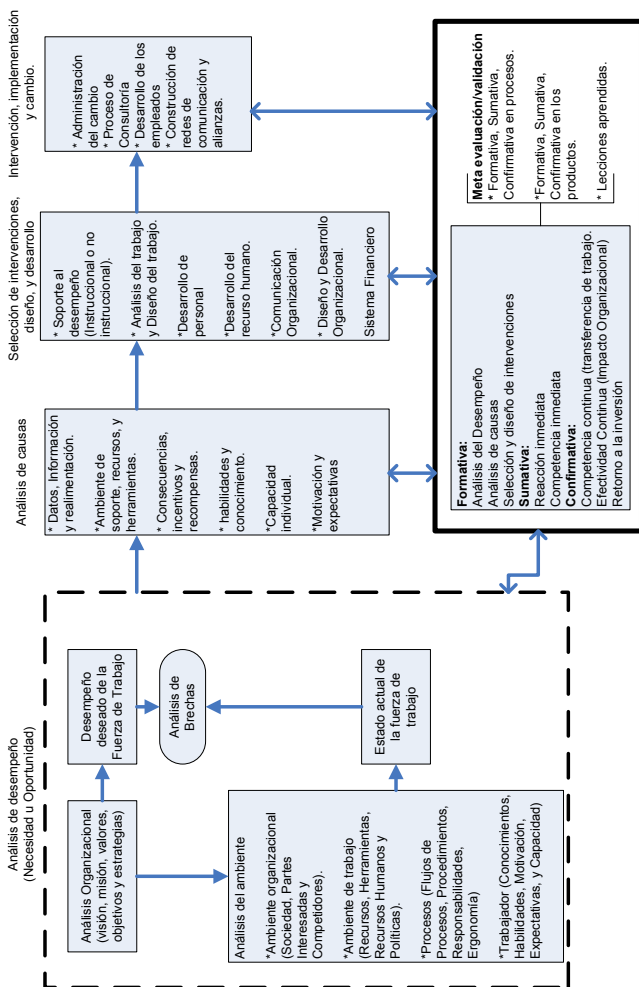 Análisis de desempeño
(Necesidad u Oportunidad)
Análisis Organizacional
(visión, misión, valores,
objetivos y estrategias)
Desempeño
deseado de la
Fuerza de Trabajo
Análisis de
Brechas
Análisis del ambiente
*Ambiente organizacional
(Sociedad, Partes
Interesadas y
Competidores).
*Ambiente de trabajo
(Recursos, Herramientas,
Recursos Humanos y
Políticas).
*Procesos (Flujos de
Procesos, Procedimientos,
Responsabilidades,
Ergonomía)
*Trabajador (Conocimientos,
Habilidades, Motivación,
Expectativas, y Capacidad)
Estado actual de
la fuerza de
trabajo
Análisis de causas
* Datos, Información
y realimentación.
*Ambiente de
soporte, recursos, y
herramientas.
* Consecuencias,
incentivos y
recompensas.
* habilidades y
conocimiento.
*Capacidad
individual.
*Motivación y
expectativas
Selección de intervenciones,
diseño, y desarrollo
* Soporte al
desempeño
(Instruccional o no
instruccional).
* Análisis del trabajo
y Diseño del trabajo.
*Desarrollo de
personal
*Desarrollo del
recurso humano.
*Comunicación
Organizacional.
* Diseño y Desarrollo
Organizacional.
Sistema Financiero
Intervención, implementación
y cambio.
* Administración
del cambio
* Proceso de
Consultoría
* Desarrollo de los
empleados
* Construcción de
redes de
comunicación y
alianzas.
Formativa:
Análisis del Desempeño
Análisis de causas
Selección y diseño de intervenciones
Sumativa:
Reacción inmediata
Competencia inmediata
Confirmativa:
Competencia continua (transferencia de trabajo.
Efectividad Continua (Impacto Organizacional)
Retorno a la inversión
Meta evaluación/validación
* Formativa, Sumativa,
Confirmativa en procesos.
*Formativa, Sumativa,
Confirmativa en los
productos.
* Lecciones aprendidas.